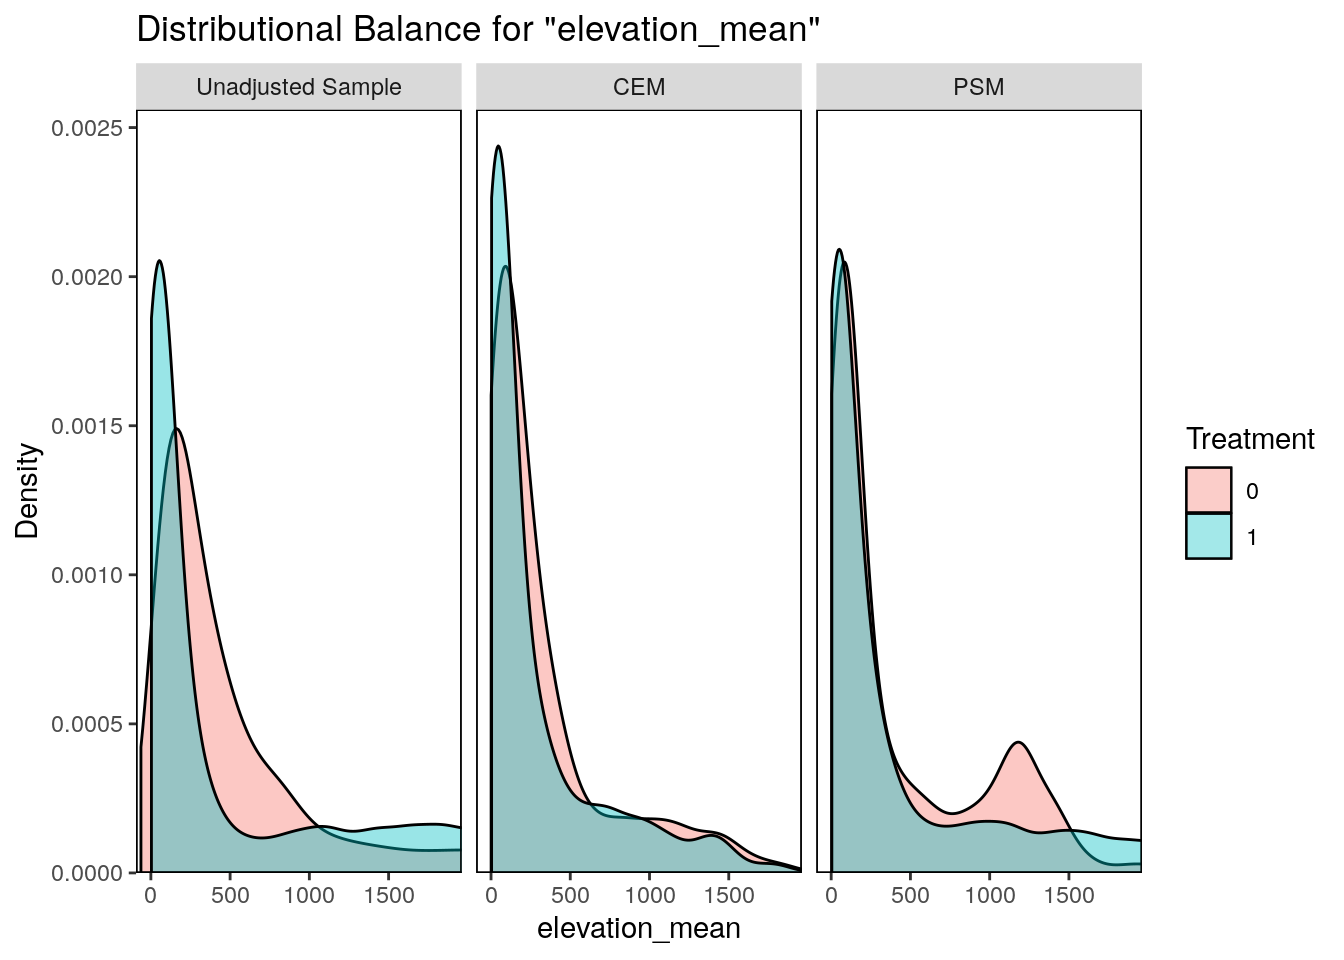 Distributional Balance for "elevation_mean"
Unadjusted Sample
CEM
PSM
Density
0.0025
0.0020
0.0015
0.0010
0.0005
0.0000
0 500 1000 1500
0 500 1000 1500
0 500 1000 1500
elevation_mean
Treatment
0
1